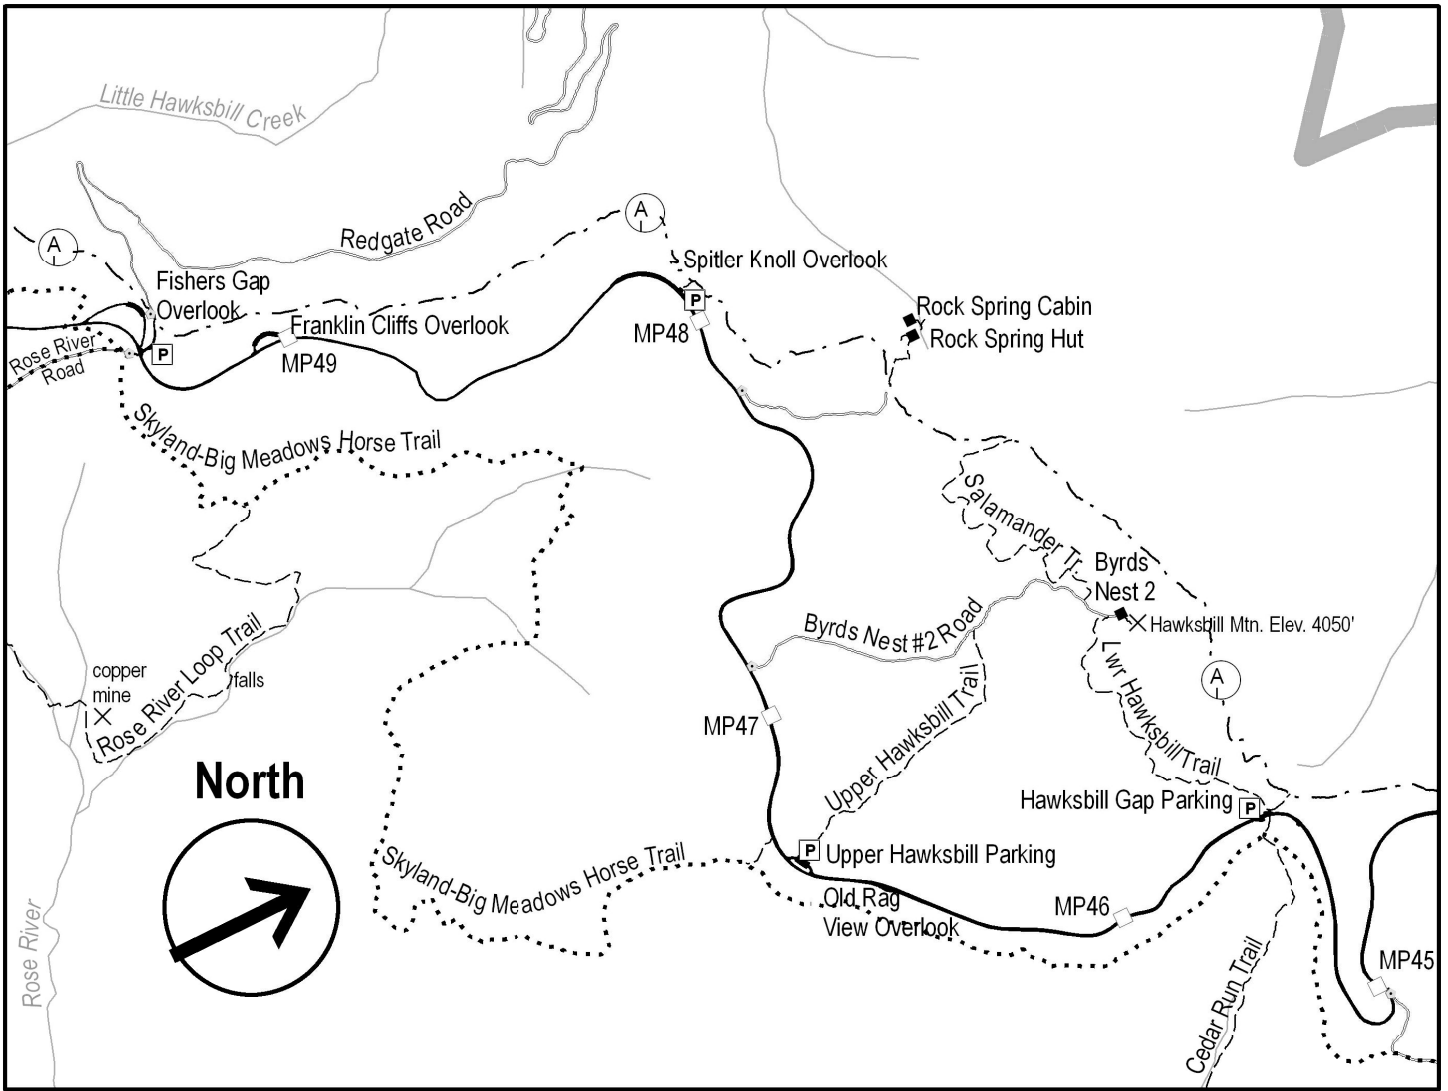 Little Hawksbill Creek
Redgate Road
A
A
Fishers Gap
Overlook
Spitler Knoll Overlook
P
MP48
Rock Spring Cabin
Rock Spring Hut
Franklin Cliffs Overlook
MP49
P
Rose River
Road
Skyland-Big Meadows Horse Trail
Salamander Tr.
Byrds
Nest 2
Hawksbill Mtn. Elev. 4050'
Byrds Nest #2 Road
Lwr Hawksbill Trail
A
Rose River Loop Trail
falls
copper
mine
MP47
Upper Hawksbill Trail
North
Hawksbill Gap Parking
P
P
Upper Hawksbill Parking
Skyland-Big Meadows Horse Trail
Old Rag
View Overlook
MP46
MP45
Rose River
Cedar Run Trail